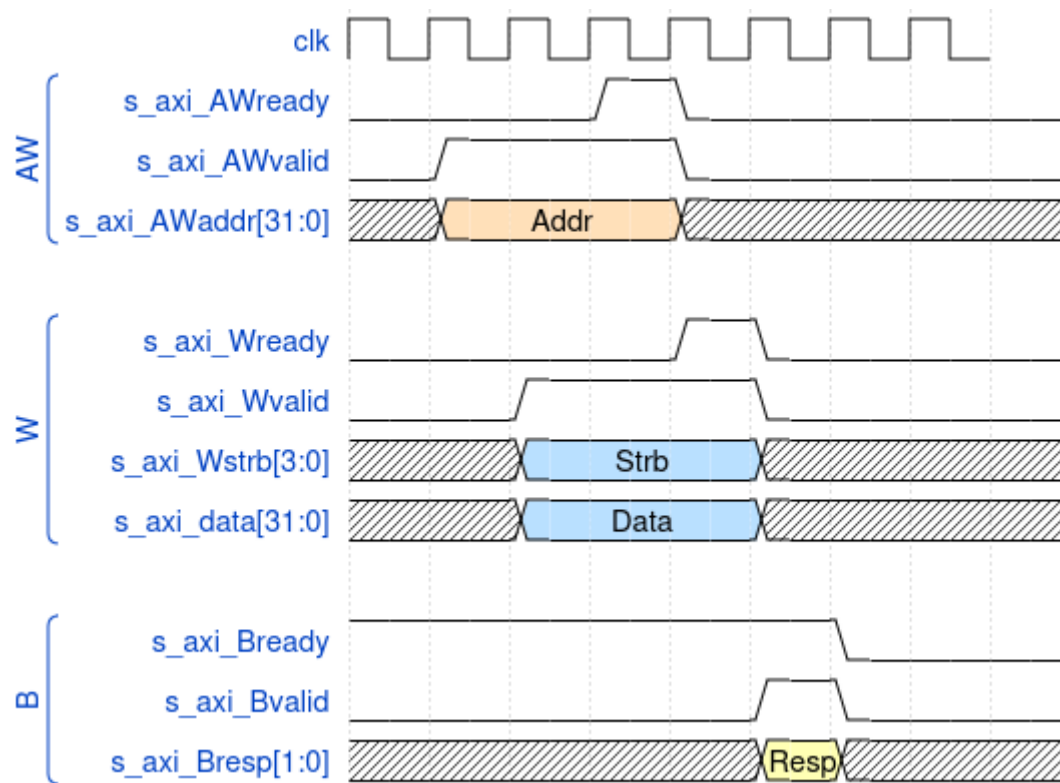 clk
AW
s_axi_AWready
s_axi_AWvalid
s_axi_AWaddr[31:0]
Addr
W
s_axi_Wready
s_axi_Wvalid
s_axi_Wstrb[3:0]
Strb
s_axi_data[31:0]
Data
B
s_axi_Bready
s_axi_Bvalid
s_axi_Bresp[1:0]
Resp